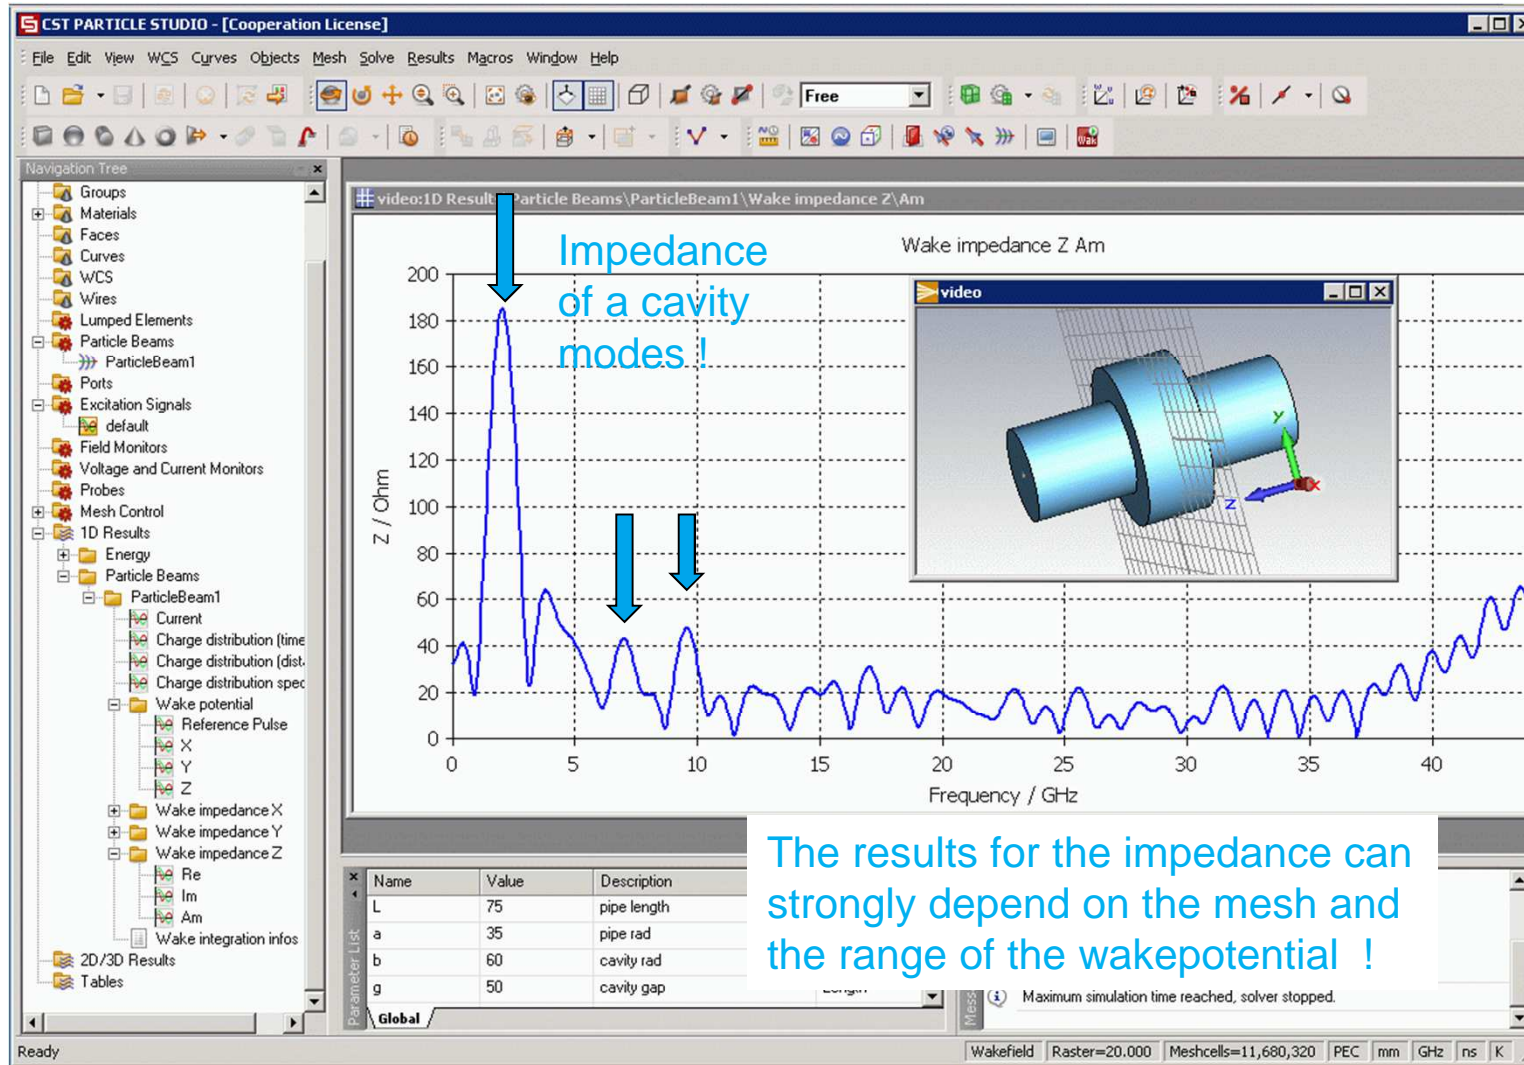 CST PARTICLE STUDIO - [Cooperation License]
File Edit View WCS Curves Objects Mesh Solve Results Macros Window Help
Free
Wak
Navigation Tree
Groups
Materials
Faces
Curves
WCS
Wires
Lumped Elements
Particle Beams
ParticleBeam1
Ports
Excitation Signals
default
Field Monitors
Voltage and Current Monitors
Probes
Mesh Control
1D Results
Energy
Particle Beams
ParticleBeam1
Current
Charge distribution (time
Charge distribution (dist.
Charge distribution spec
Wake potential
Reference Pulse
X
Y
Z
Wake impedance X
Wake impedance Y
Wake impedance Z
Re
Im
Am
Wake integration infos
2D/3D Results
Tables
video:1D Result Particle Beams\ParticleBeam1\Wake impedance Z\Am
Wake impedance Z Am
Impedance
of a cavity
modes !
video
Y
Z
x
200
180
160
140
120
100
80
60
40
20
0
Z / Ohm
0 5 10 15 20 25 30 35 40
Frequency / GHz
The results for the impedance can
strongly depend on the mesh and
the range of the wakepotential !
Parameter List
Name Value Description
L 75 pipe length
a 35 pipe rad
b 60 cavity rad
g 50 cavity gap Length
Global
Mess
Maximum simulation time reached, solver stopped.
Ready
Wakefield Raster=20.000 Meshcells=11,680,320 PEC mm GHz ns K